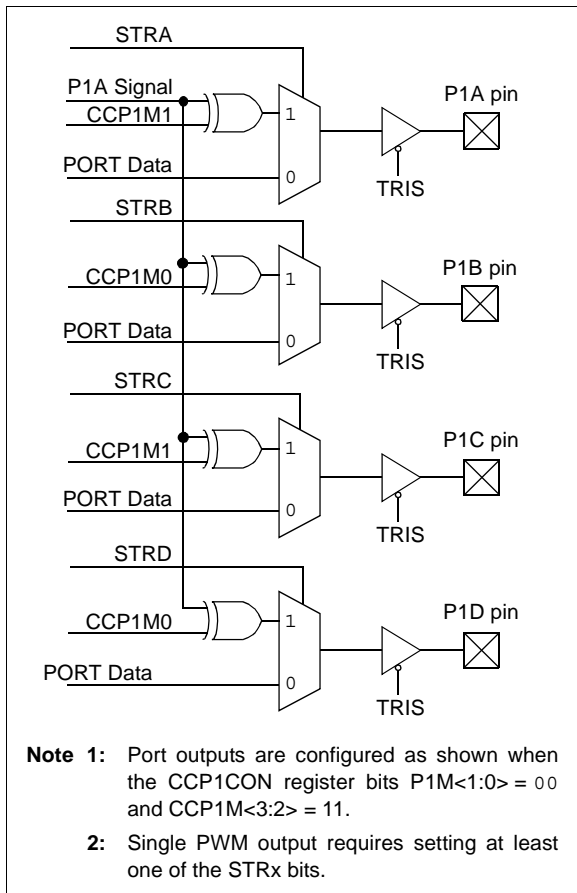 STRA
P1A Signal
P1A pin
CCP1M1
1
PORT Data
0
TRIS
STRB
P1B pin
CCP1M0
1
PORT Data
0
TRIS
STRC
P1C pin
CCP1M1
1
PORT Data
0
TRIS
STRD
P1D pin
CCP1M0
1
PORT Data
0
TRIS
Note 1: Port outputs are configured as shown when
the CCP1CON register bits P1M<1:0> = 00
and CCP1M<3:2> = 11.
2: Single PWM output requires setting at least
one of the STRx bits.